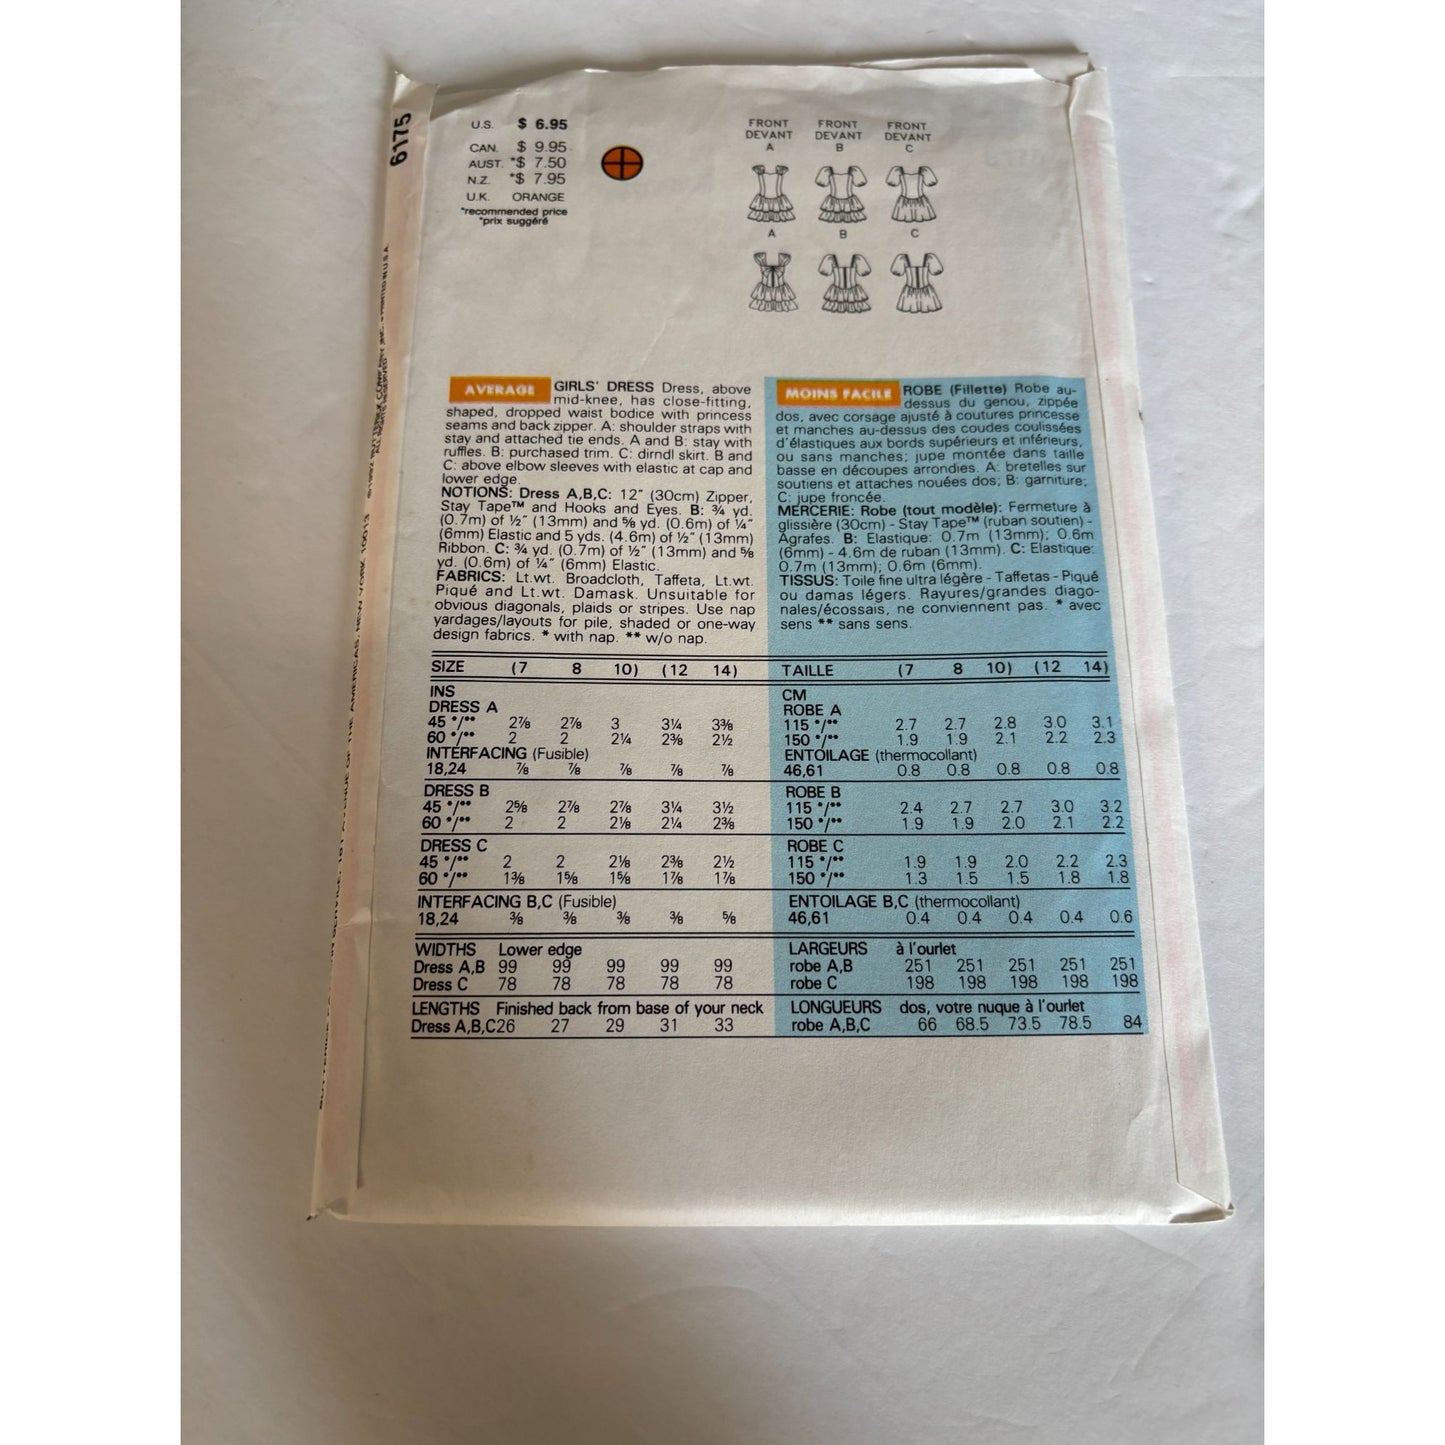 6175
U.S. $ 6.95
CAN. $ 9.95
AUST. *$ 7.50
N.Z. *$ 7.95
U.K. ORANGE
*recommended price
*prix suggéré
FRONT FRONT FRONT
DEVANT DEVANT DEVANT
A B C
A B C
AVERAGE GIRLS' DRESS Dress, above
mid-knee, has close-fitting,
shaped, dropped waist bodice with princess
seams and back zipper. A: shoulder straps with
stay and attached tie ends. A and B: stay with
ruffles. B: purchased trim. C: dirndl skirt. B and
C: above elbow sleeves with elastic at cap and
lower edge.
NOTIONS: Dress A,B,C: 12" (30cm) Zipper,
Stay Tape™ and Hooks and Eyes. B: ¾ yd.
(0.7m) of ½" (13mm) and ⅝ yd. (0.6m) of ¼"
(6mm) Elastic and 5 yds. (4.6m) of ½" (13mm)
Ribbon. C: ¾ yd. (0.7m) of ½" (13mm) and ⅝
yd. (0.6m) of ¼" (6mm) Elastic.
FABRICS: Lt.wt. Broadcloth, Taffeta, Lt.wt.
Piqué and Lt.wt. Damask. Unsuitable for
obvious diagonals, plaids or stripes. Use nap
yardages/layouts for pile, shaded or one-way
design fabrics. * with nap. ** w/o nap.
MOINS FACILE ROBE (Fillette) Robe au-
dessus du genou, zippée
dos, avec corsage ajusté à coutures princesse
et manches au-dessus des coudes coulissées
d'élastiques aux bords supérieurs et inférieurs,
ou sans manches; jupe montée dans taille
basse en découpes arrondies. A: bretelles sur
soutiens et attaches nouées dos; B: garniture;
C: jupe froncée.
MERCERIE: Robe (tout modèle): Fermeture à
glissière (30cm) - Stay Tape™ (ruban soutien) -
Agrafes. B: Elastique: 0.7m (13mm); 0.6m
(6mm) - 4.6m de ruban (13mm). C: Elastique:
0.7m (13mm); 0.6m (6mm).
TISSUS: Toile fine ultra légère - Taffetas - Piqué
ou damas légers. Rayures/grandes diago-
nales/écossais, ne conviennent pas. * avec
sens ** sans sens.
SIZE (7 8 10) (12 14)
INS
DRESS A
45 */** 2⅞ 2⅞ 3 3¼ 3⅜
60 */** 2 2 2¼ 2⅜ 2½
INTERFACING (Fusible)
18,24 ⅞ ⅞ ⅞ ⅞ ⅞
DRESS B
45 */** 2⅝ 2⅞ 2⅞ 3¼ 3½
60 */** 2 2 2⅛ 2¼ 2⅜
DRESS C
45 */** 2 2 2⅛ 2⅜ 2½
60 */** 1⅜ 1⅝ 1⅝ 1⅞ 1⅞
INTERFACING B,C (Fusible)
18,24 ⅜ ⅜ ⅜ ⅜ ⅝
WIDTHS Lower edge
Dress A,B 99 99 99 99 99
Dress C 78 78 78 78 78
LENGTHS Finished back from base of your neck
Dress A,B,C 26 27 29 31 33
TAILLE (7 8 10) (12 14)
CM
ROBE A
115 */** 2.7 2.7 2.8 3.0 3.1
150 */** 1.9 1.9 2.1 2.2 2.3
ENTOILAGE (thermocollant)
46,61 0.8 0.8 0.8 0.8 0.8
ROBE B
115 */** 2.4 2.7 2.7 3.0 3.2
150 */** 1.9 1.9 2.0 2.1 2.2
ROBE C
115 */** 1.9 1.9 2.0 2.2 2.3
150 */** 1.3 1.5 1.5 1.8 1.8
ENTOILAGE B,C (thermocollant)
46,61 0.4 0.4 0.4 0.4 0.6
LARGEURS à l'ourlet
robe A,B 251 251 251 251 251
robe C 198 198 198 198 198
LONGUEURS dos, votre nuque à l'ourlet
robe A,B,C 66 68.5 73.5 78.5 84
AVENUE OF THE AMERICAS, NEW YORK 10013 ©1992, BUTTERICK COMPANY, INC. • PRINTED IN U.S.A.
ALL RIGHTS RESERVED